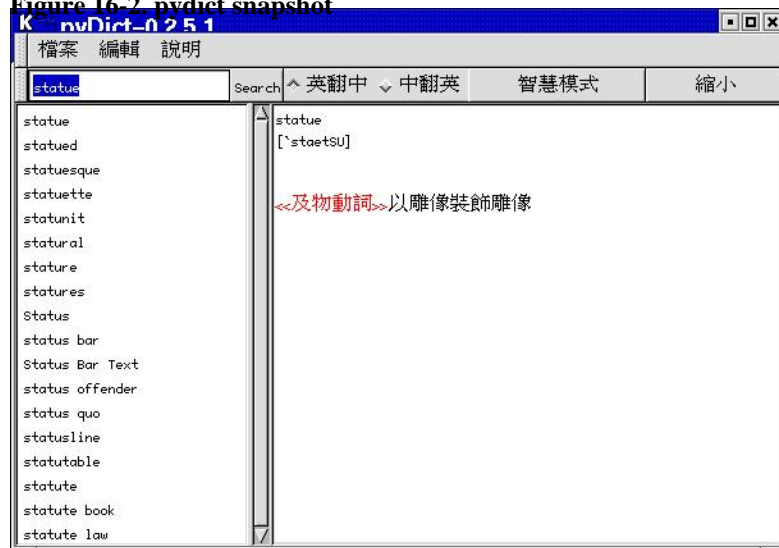 Figure 16-2. pydict snapshot
pyDict-0.2.5.1
檔案 編輯 說明
statue Search 英翻中 中翻英 智慧模式 縮小
statue
statued
statuesque
statuette
statunit
statural
stature
statures
Status
status bar
Status Bar Text
status offender
status quo
statusline
statutable
statute
statute book
statute law
statue
[`staetSU]
<<及物動詞>>以雕像裝飾雕像